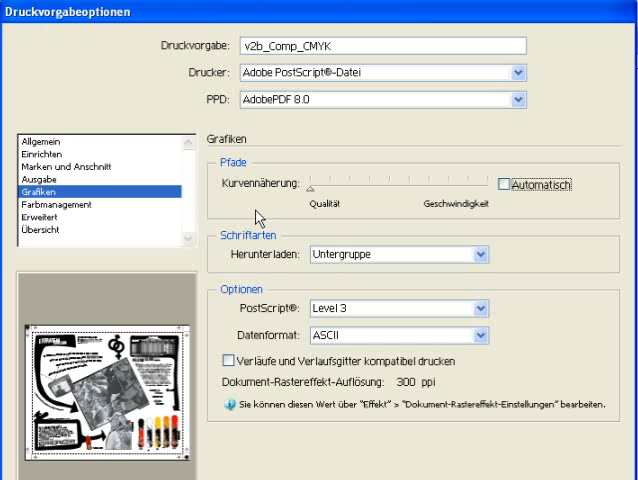 Druckvorgabeoptionen
Druckvorgabe: v2b_Comp_CMYK
Drucker: Adobe PostScript®-Datei
PPD: AdobePDF 8.0
Allgemein
Einrichten
Marken und Anschnitt
Ausgabe
Grafiken
Farbmanagement
Erweitert
Übersicht
Grafiken
Pfade
Kurvennäherung: Automatisch
Qualität Geschwindigkeit
Schriftarten
Herunterladen: Untergruppe
Optionen
PostScript®: Level 3
Datenformat: ASCII
Verläufe und Verlaufsgitter kompatibel drucken
Dokument-Rastereffekt-Auflösung: 300 ppi
Sie können diesen Wert über "Effekt" > "Dokument-Rastereffekt-Einstellungen" bearbeiten.